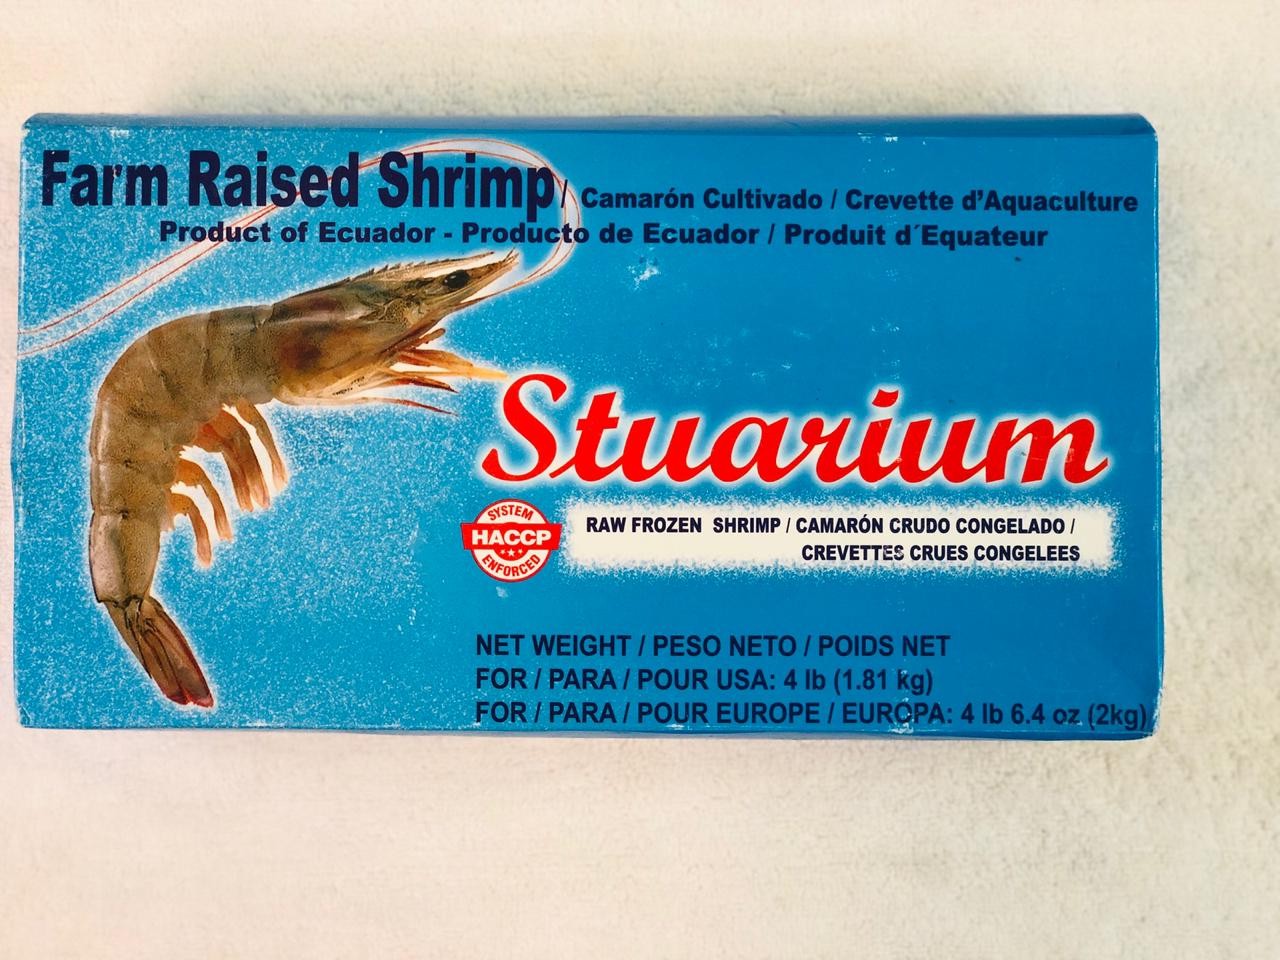 Farm Raised Shrimp / Camarón Cultivado / Crevette d'Aquaculture
Product of Ecuador - Producto de Ecuador / Produit d´Equateur
Stuarium
SYSTEM
HACCP
ENFORCED
RAW FROZEN SHRIMP / CAMARÓN CRUDO CONGELADO /
CREVETTES CRUES CONGELEES
NET WEIGHT / PESO NETO / POIDS NET
FOR / PARA / POUR USA: 4 lb (1.81 kg)
FOR / PARA / POUR EUROPE / EUROPA: 4 lb 6.4 oz (2kg)